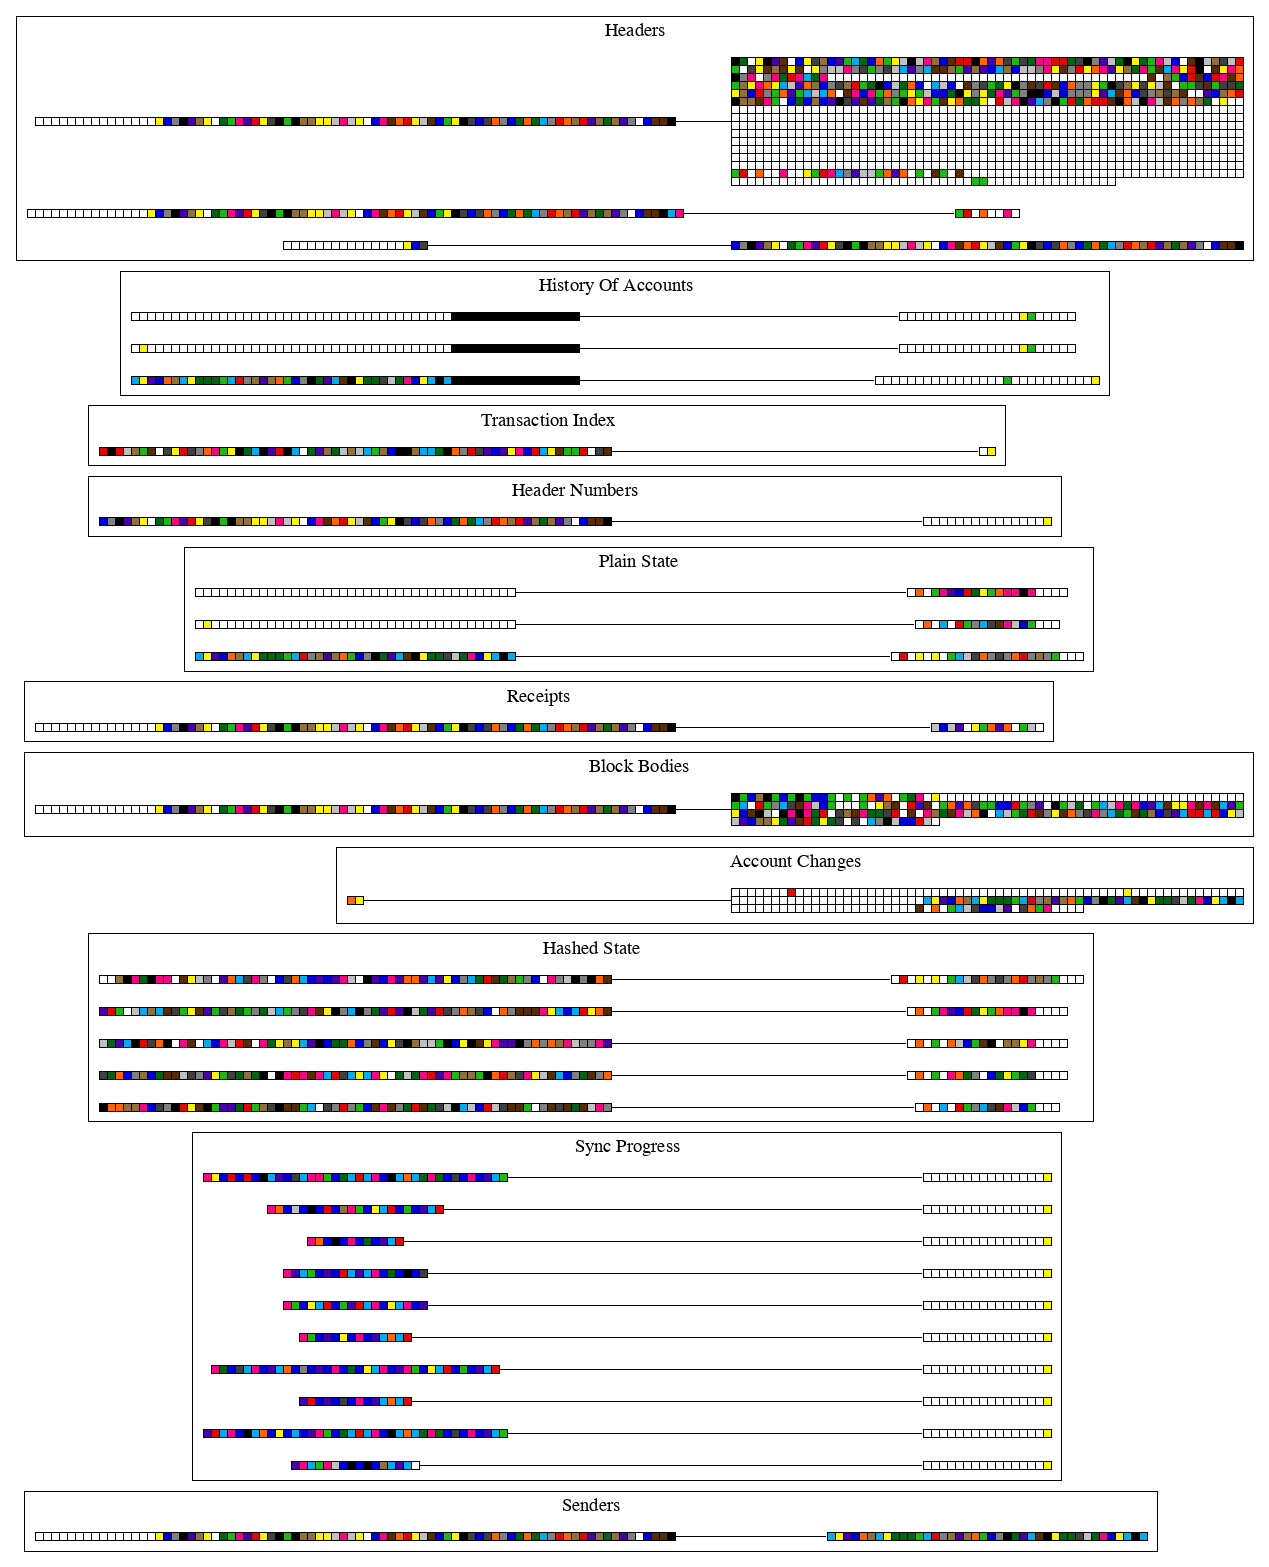 Headers
History Of Accounts
Transaction Index
Header Numbers
Plain State
Receipts
Block Bodies
Account Changes
Hashed State
Sync Progress
Senders